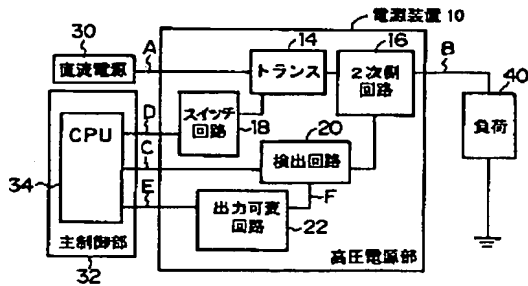 電源装置10
30
A
14
16
B
直流電源
トランス
2次側
回路
40
CPU
D
スイッチ
回路
18
20
負荷
C
検出回路
34
E
F
出力可変
回路
22
主制御部
32
高圧電源部